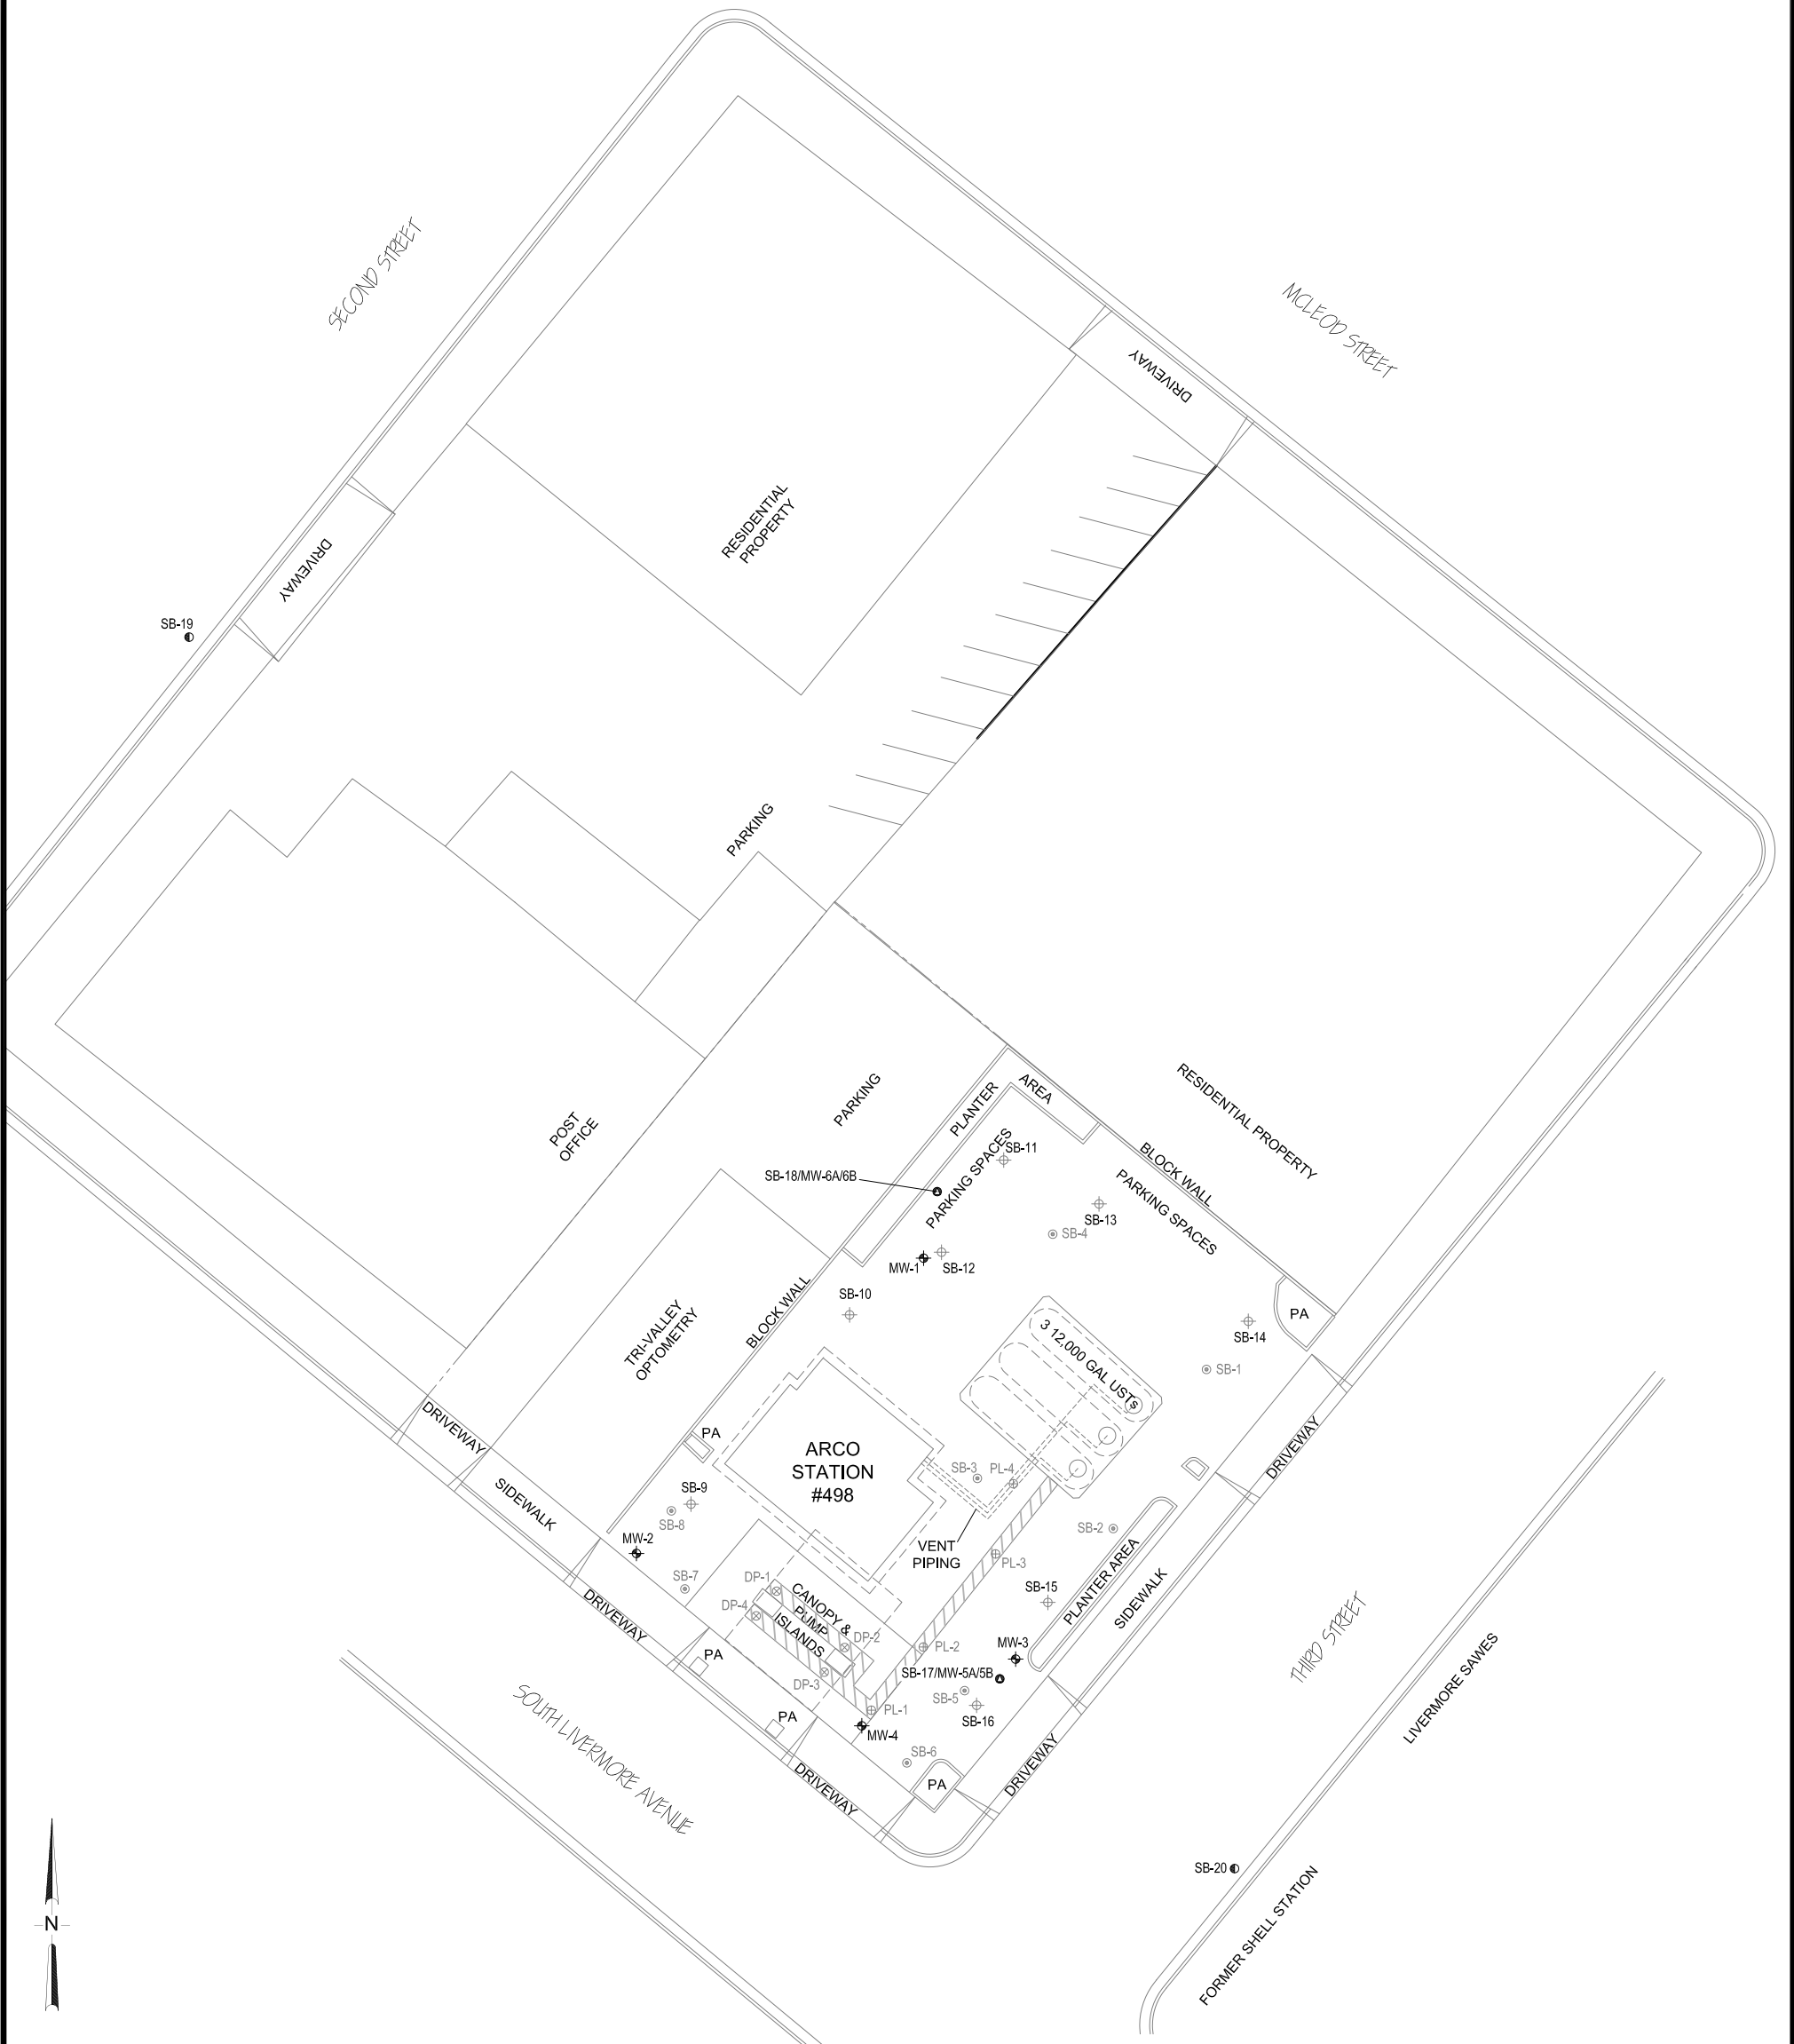 SECOND STREET
MCLEOD STREET
DRIVEWAY
RESIDENTIAL
PROPERTY
DRIVEWAY
SB-19
PARKING
PARKING
PLANTER
AREA
RESIDENTIAL PROPERTY
POST
OFFICE
BLOCK WALL
PARKING SPACES
SB-11
SB-18/MW-6A/6B
PARKING SPACES
SB-13
SB-4
MW-1
SB-12
SB-10
BLOCK WALL
TRI-VALLEY
OPTOMETRY
PA
SB-14
3 12,000 GAL USTs
SB-1
DRIVEWAY
PA
ARCO
STATION
#498
DRIVEWAY
SB-3
PL-4
SIDEWALK
SB-9
SB-8
SB-2
MW-2
VENT
PIPING
PL-3
PLANTER AREA
SIDEWALK
SB-7
DP-1
CANOPY &
PUMP
ISLANDS
SB-15
DP-4
DRIVEWAY
DP-2
PL-2
MW-3
THIRD STREET
PA
DP-3
SB-17/MW-5A/5B
SB-5
LIVERMORE SAWES
PL-1
SB-16
PA
MW-4
SOUTH LIVERMORE AVENUE
SB-6
DRIVEWAY
PA
DRIVEWAY
SB-20
N
FORMER SHELL STATION